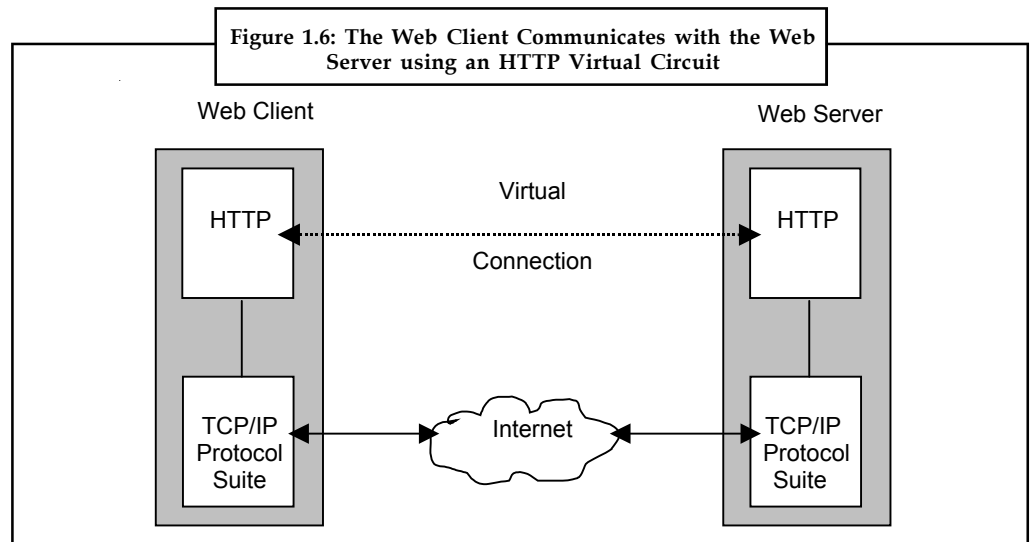 Figure 1.6: The Web Client Communicates with the Web
Server using an HTTP Virtual Circuit
Web Client
Web Server
HTTP
Virtual
HTTP
Connection
TCP/IP
Protocol
Suite
Internet
TCP/IP
Protocol
Suite